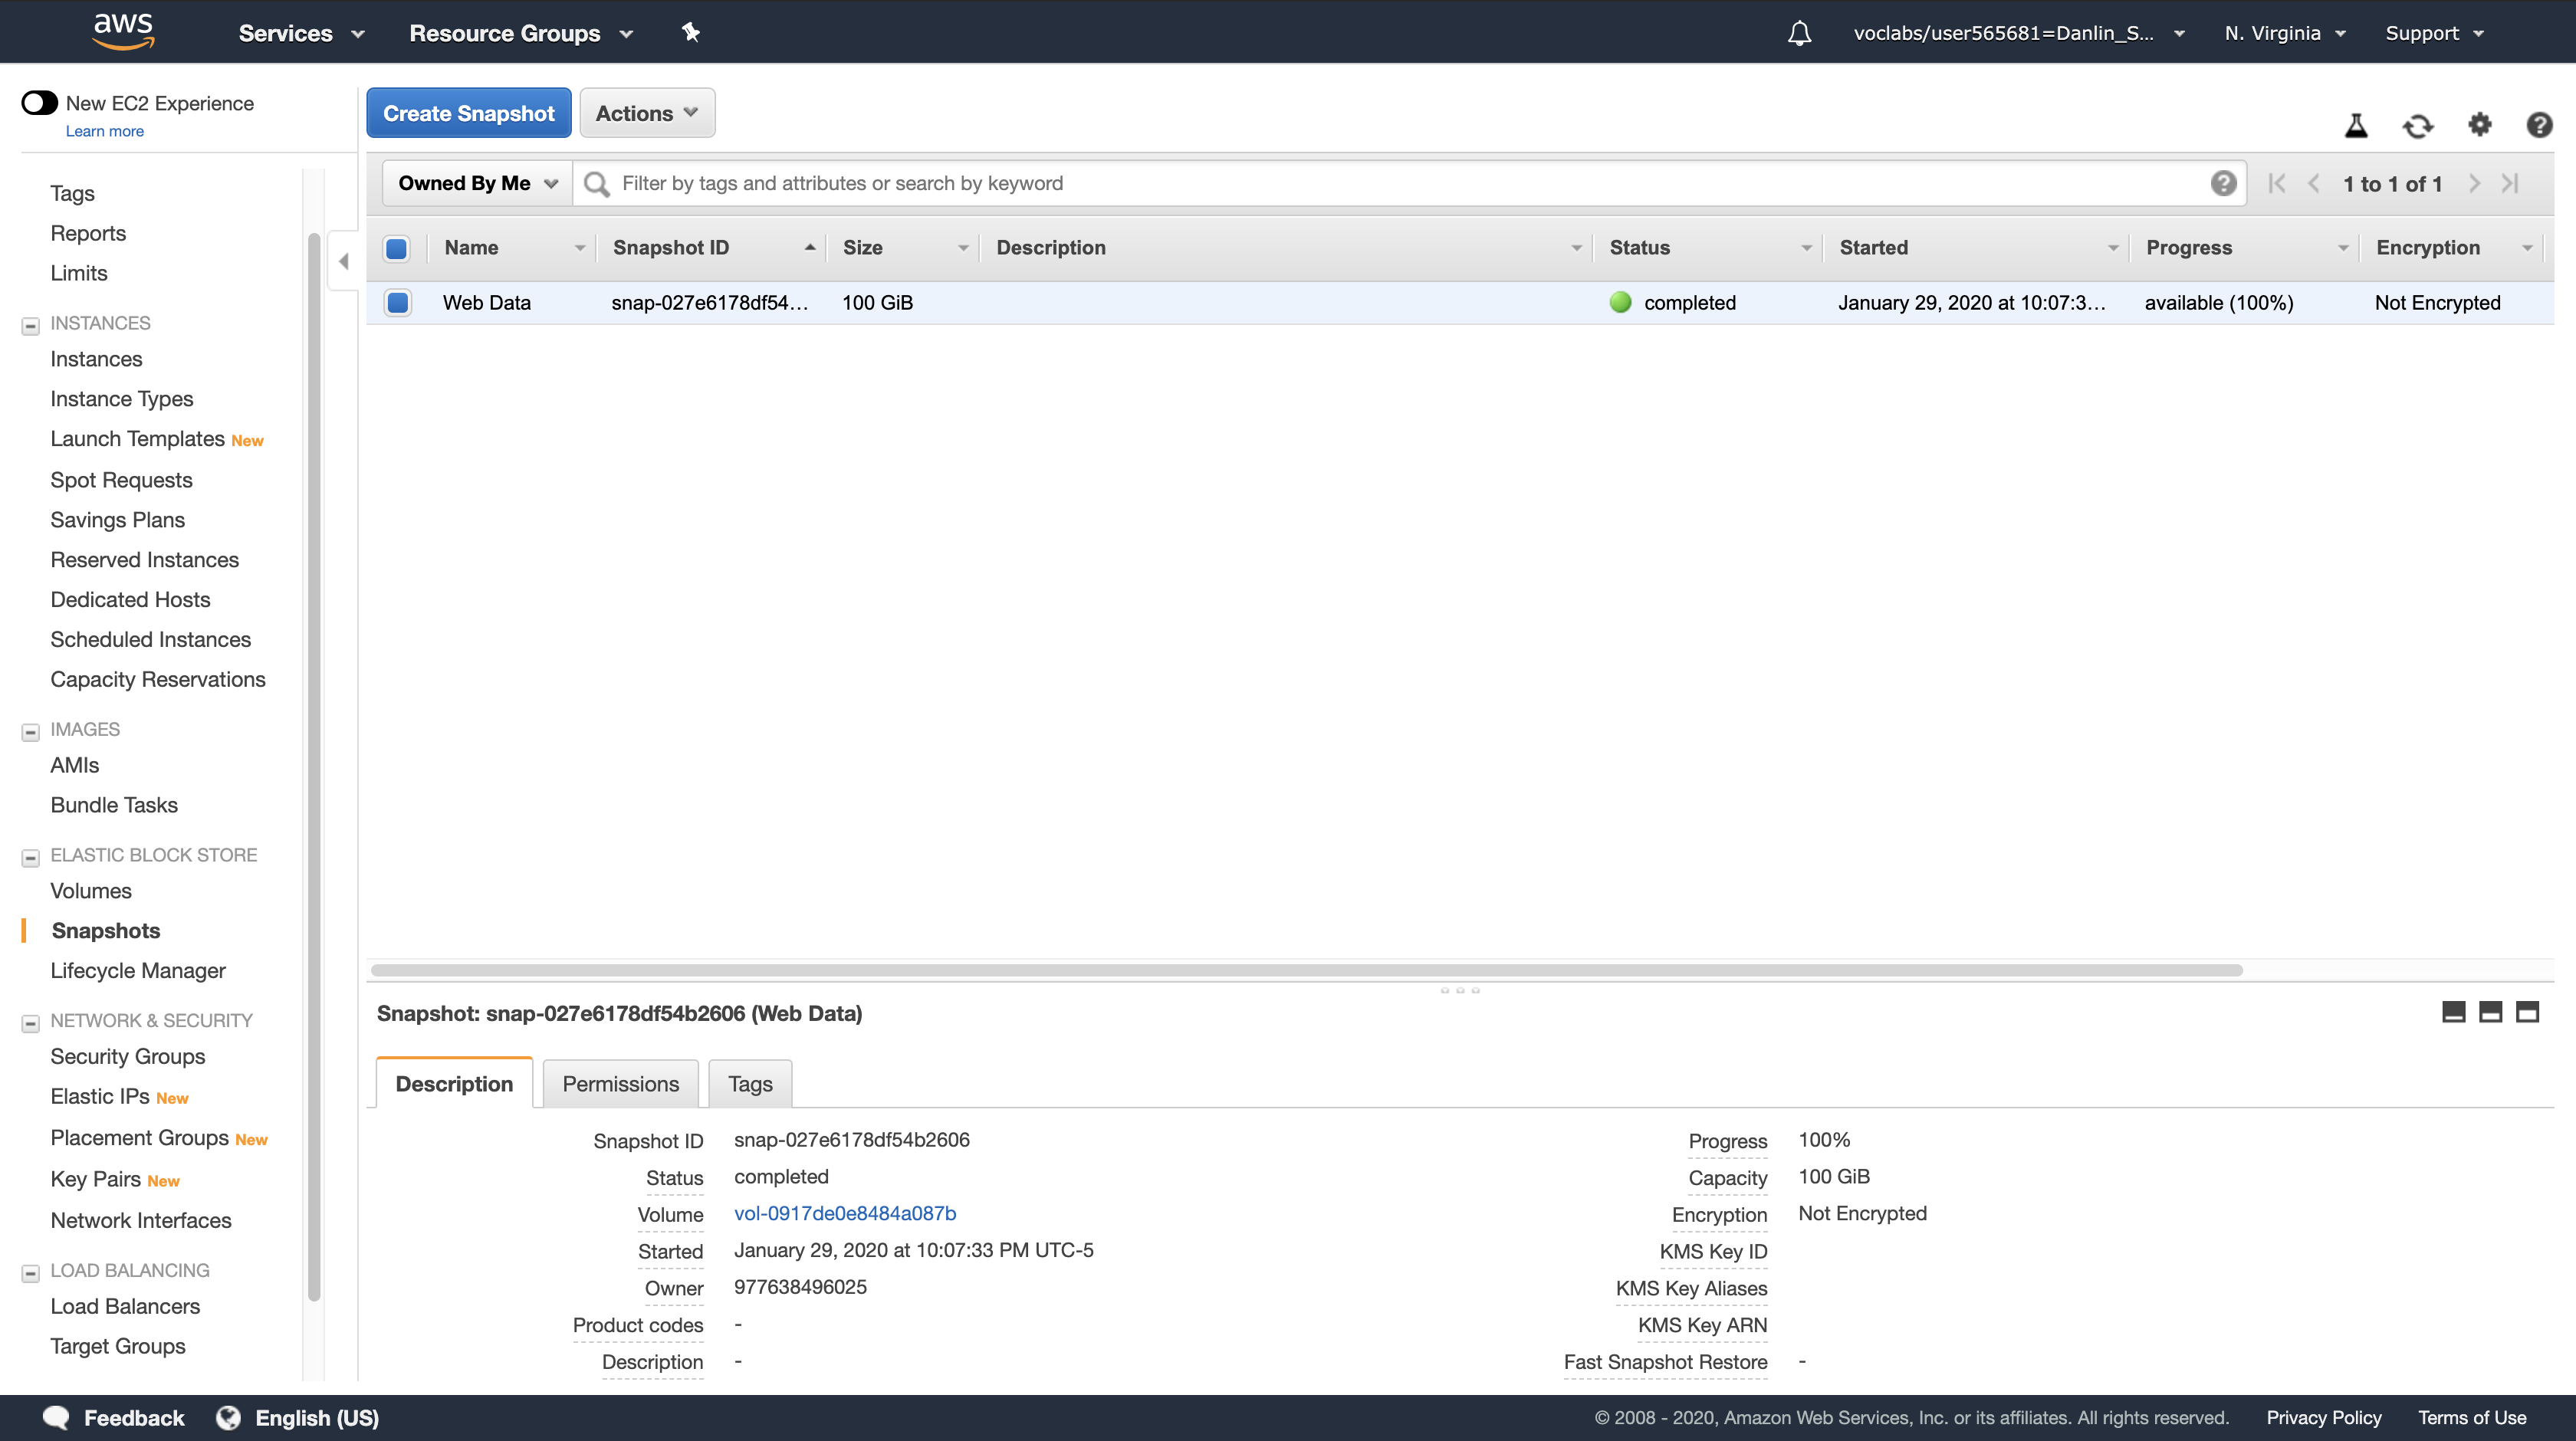 aws Services Resource Groups voclabs/user565681=Danlin_S... N. Virginia Support
New EC2 Experience
Learn more
Tags
Reports
Limits
INSTANCES
Instances
Instance Types
Launch Templates New
Spot Requests
Savings Plans
Reserved Instances
Dedicated Hosts
Scheduled Instances
Capacity Reservations
IMAGES
AMIs
Bundle Tasks
ELASTIC BLOCK STORE
Volumes
Snapshots
Lifecycle Manager
NETWORK & SECURITY
Security Groups
Elastic IPs New
Placement Groups New
Key Pairs New
Network Interfaces
LOAD BALANCING
Load Balancers
Target Groups
Create Snapshot Actions
Owned By Me Filter by tags and attributes or search by keyword 1 to 1 of 1
Name Snapshot ID Size Description Status Started Progress Encryption
Web Data snap-027e6178df54... 100 GiB completed January 29, 2020 at 10:07:3... available (100%) Not Encrypted
Snapshot: snap-027e6178df54b2606 (Web Data)
Description Permissions Tags
Snapshot ID snap-027e6178df54b2606 Progress 100%
Status completed Capacity 100 GiB
Volume vol-0917de0e8484a087b Encryption Not Encrypted
Started January 29, 2020 at 10:07:33 PM UTC-5 KMS Key ID
Owner 977638496025 KMS Key Aliases
Product codes - KMS Key ARN
Description - Fast Snapshot Restore -
Feedback English (US) © 2008 - 2020, Amazon Web Services, Inc. or its affiliates. All rights reserved. Privacy Policy Terms of Use